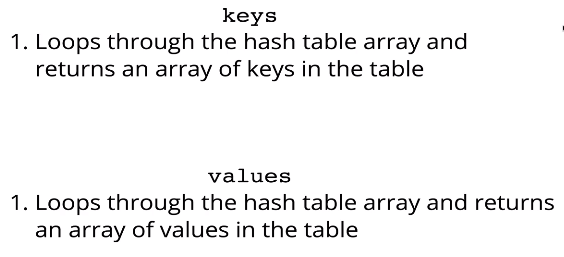 keys
1. Loops through the hash table array and
returns an array of keys in the table
values
1. Loops through the hash table array and returns
an array of values in the table